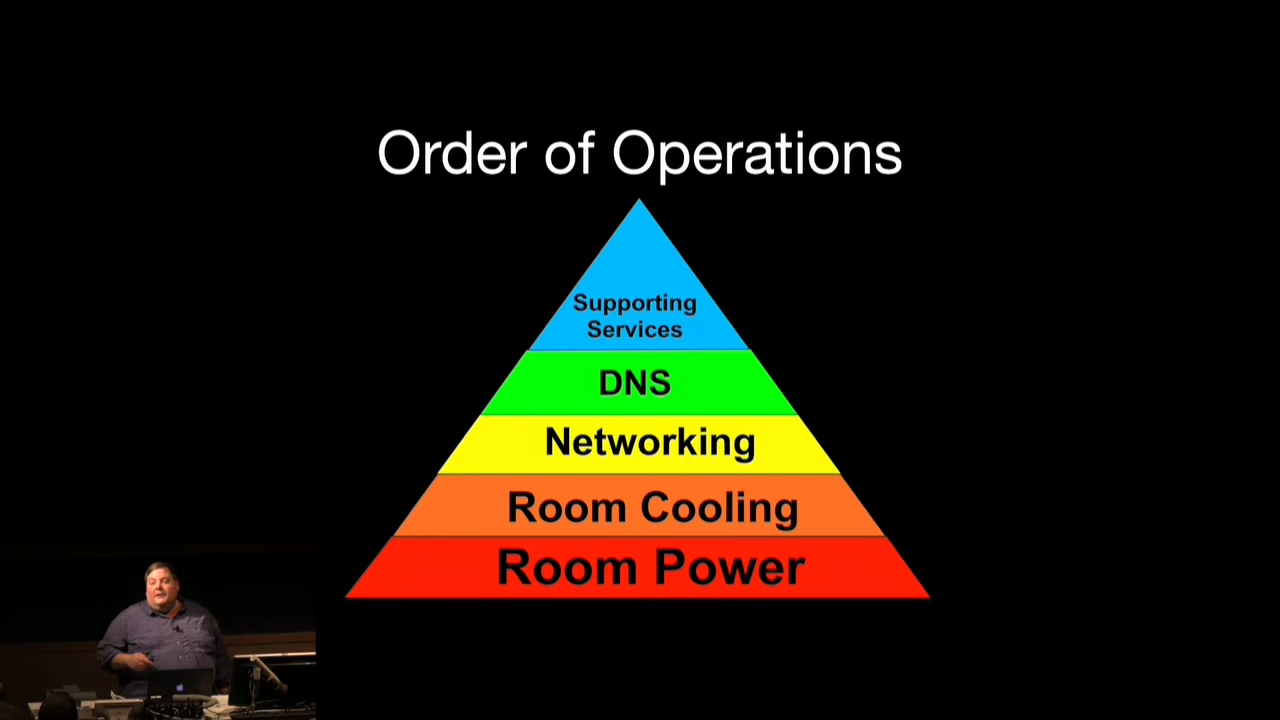 Order of Operations
Supporting
Services
DNS
Networking
Room Cooling
Room Power